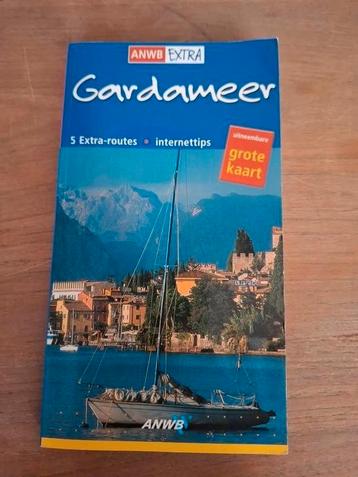 ANWB EXTRA
Gardameer
5 Extra-routes • internettips
uitneembare
grote
kaart
ANWB